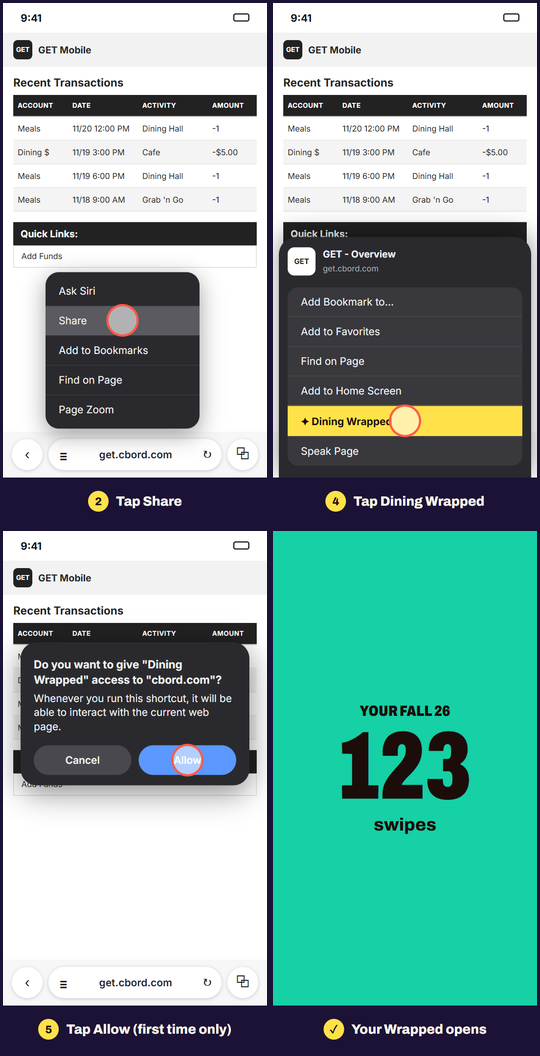 9:41
GET GET Mobile
Recent Transactions
ACCOUNT DATE ACTIVITY AMOUNT
Meals 11/20 12:00 PM Dining Hall -1
Dining $ 11/19 3:00 PM Cafe -$5.00
Meals 11/19 6:00 PM Dining Hall -1
Meals 11/18 9:00 AM Grab 'n Go -1
Quick Links:
Add Funds
Ask Siri
Share
Add to Bookmarks
Find on Page
Page Zoom
get.cbord.com
2 Tap Share
9:41
GET GET Mobile
Recent Transactions
ACCOUNT DATE ACTIVITY AMOUNT
Meals 11/20 12:00 PM Dining Hall -1
Dining $ 11/19 3:00 PM Cafe -$5.00
Meals 11/19 6:00 PM Dining Hall -1
Meals 11/18 9:00 AM Grab 'n Go -1
Quick Links:
GET GET - Overview
get.cbord.com
Add Bookmark to...
Add to Favorites
Find on Page
Add to Home Screen
✦ Dining Wrapped
Speak Page
4 Tap Dining Wrapped
9:41
GET GET Mobile
Recent Transactions
ACCOUNT DATE ACTIVITY AMOUNT
Do you want to give "Dining
Wrapped" access to "cbord.com"?
Whenever you run this shortcut, it will be
able to interact with the current web
page.
Cancel Allow
Add Funds
get.cbord.com
5 Tap Allow (first time only)
YOUR FALL 26
123
swipes
✓ Your Wrapped opens